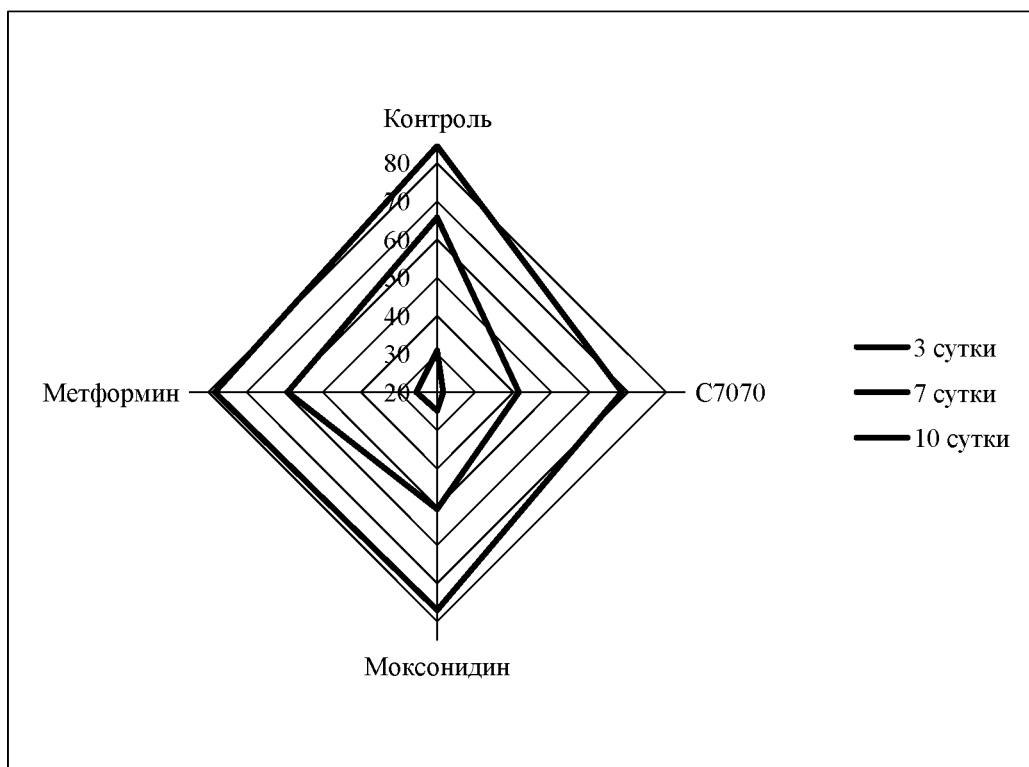 Контроль
80
70
60
50
40
30
20
Метформин
С7070
Моксонидин
3 сутки
7 сутки
10 сутки